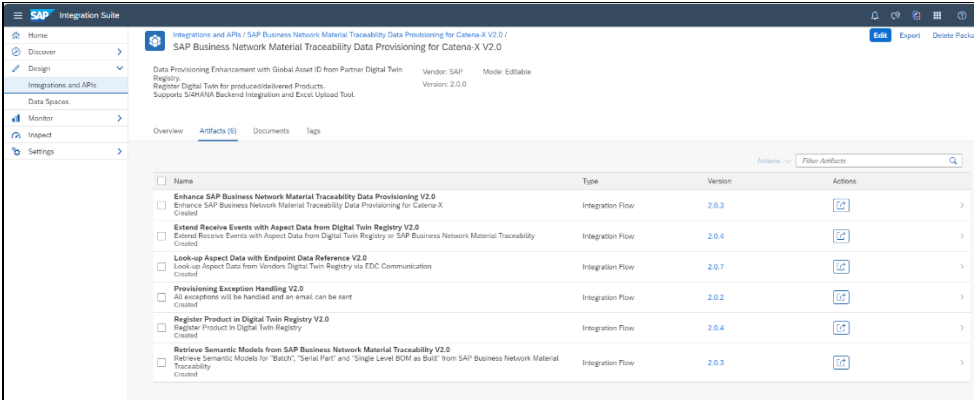 SAP Integration Suite
Home
Discover
Design
Integrations and APIs
Data Spaces
Monitor
Inspect
Settings
Integrations and APIs / SAP Business Network Material Traceability Data Provisioning for Catena-X V2.0 /
SAP Business Network Material Traceability Data Provisioning for Catena-X V2.0
Edit Export Delete Packa
Data Provisioning Enhancement with Global Asset ID from Partner Digital Twin
Registry.
Register Digital Twin for produced/delivered Products.
Supports S/4HANA Backend Integration and Excel Upload Tool.
Vendor: SAP Mode: Editable
Version: 2.0.0
Overview Artifacts (6) Documents Tags
Actions Filter Artifacts
Name Type Version Actions
Enhance SAP Business Network Material Traceability Data Provisioning V2.0
Enhance SAP Business Network Material Traceability Data Provisioning for Catena-X
Created
Integration Flow 2.0.3
Extend Receive Events with Aspect Data from Digital Twin Registry V2.0
Extend Receive Events with Aspect Data from Digital Twin Registry or SAP Business Network Material Traceability
Created
Integration Flow 2.0.4
Look-up Aspect Data with Endpoint Data Reference V2.0
Look-up Aspect Data from Vendors Digital Twin Registry via EDC Communication
Created
Integration Flow 2.0.7
Provisioning Exception Handling V2.0
All exceptions will be handled and an email can be sent
Created
Integration Flow 2.0.2
Register Product in Digital Twin Registry V2.0
Register Product in Digital Twin Registry
Created
Integration Flow 2.0.4
Retrieve Semantic Models from SAP Business Network Material Traceability V2.0
Retrieve Semantic Models for "Batch", "Serial Part" and "Single Level BOM as Built" from SAP Business Network Material
Traceability
Created
Integration Flow 2.0.3